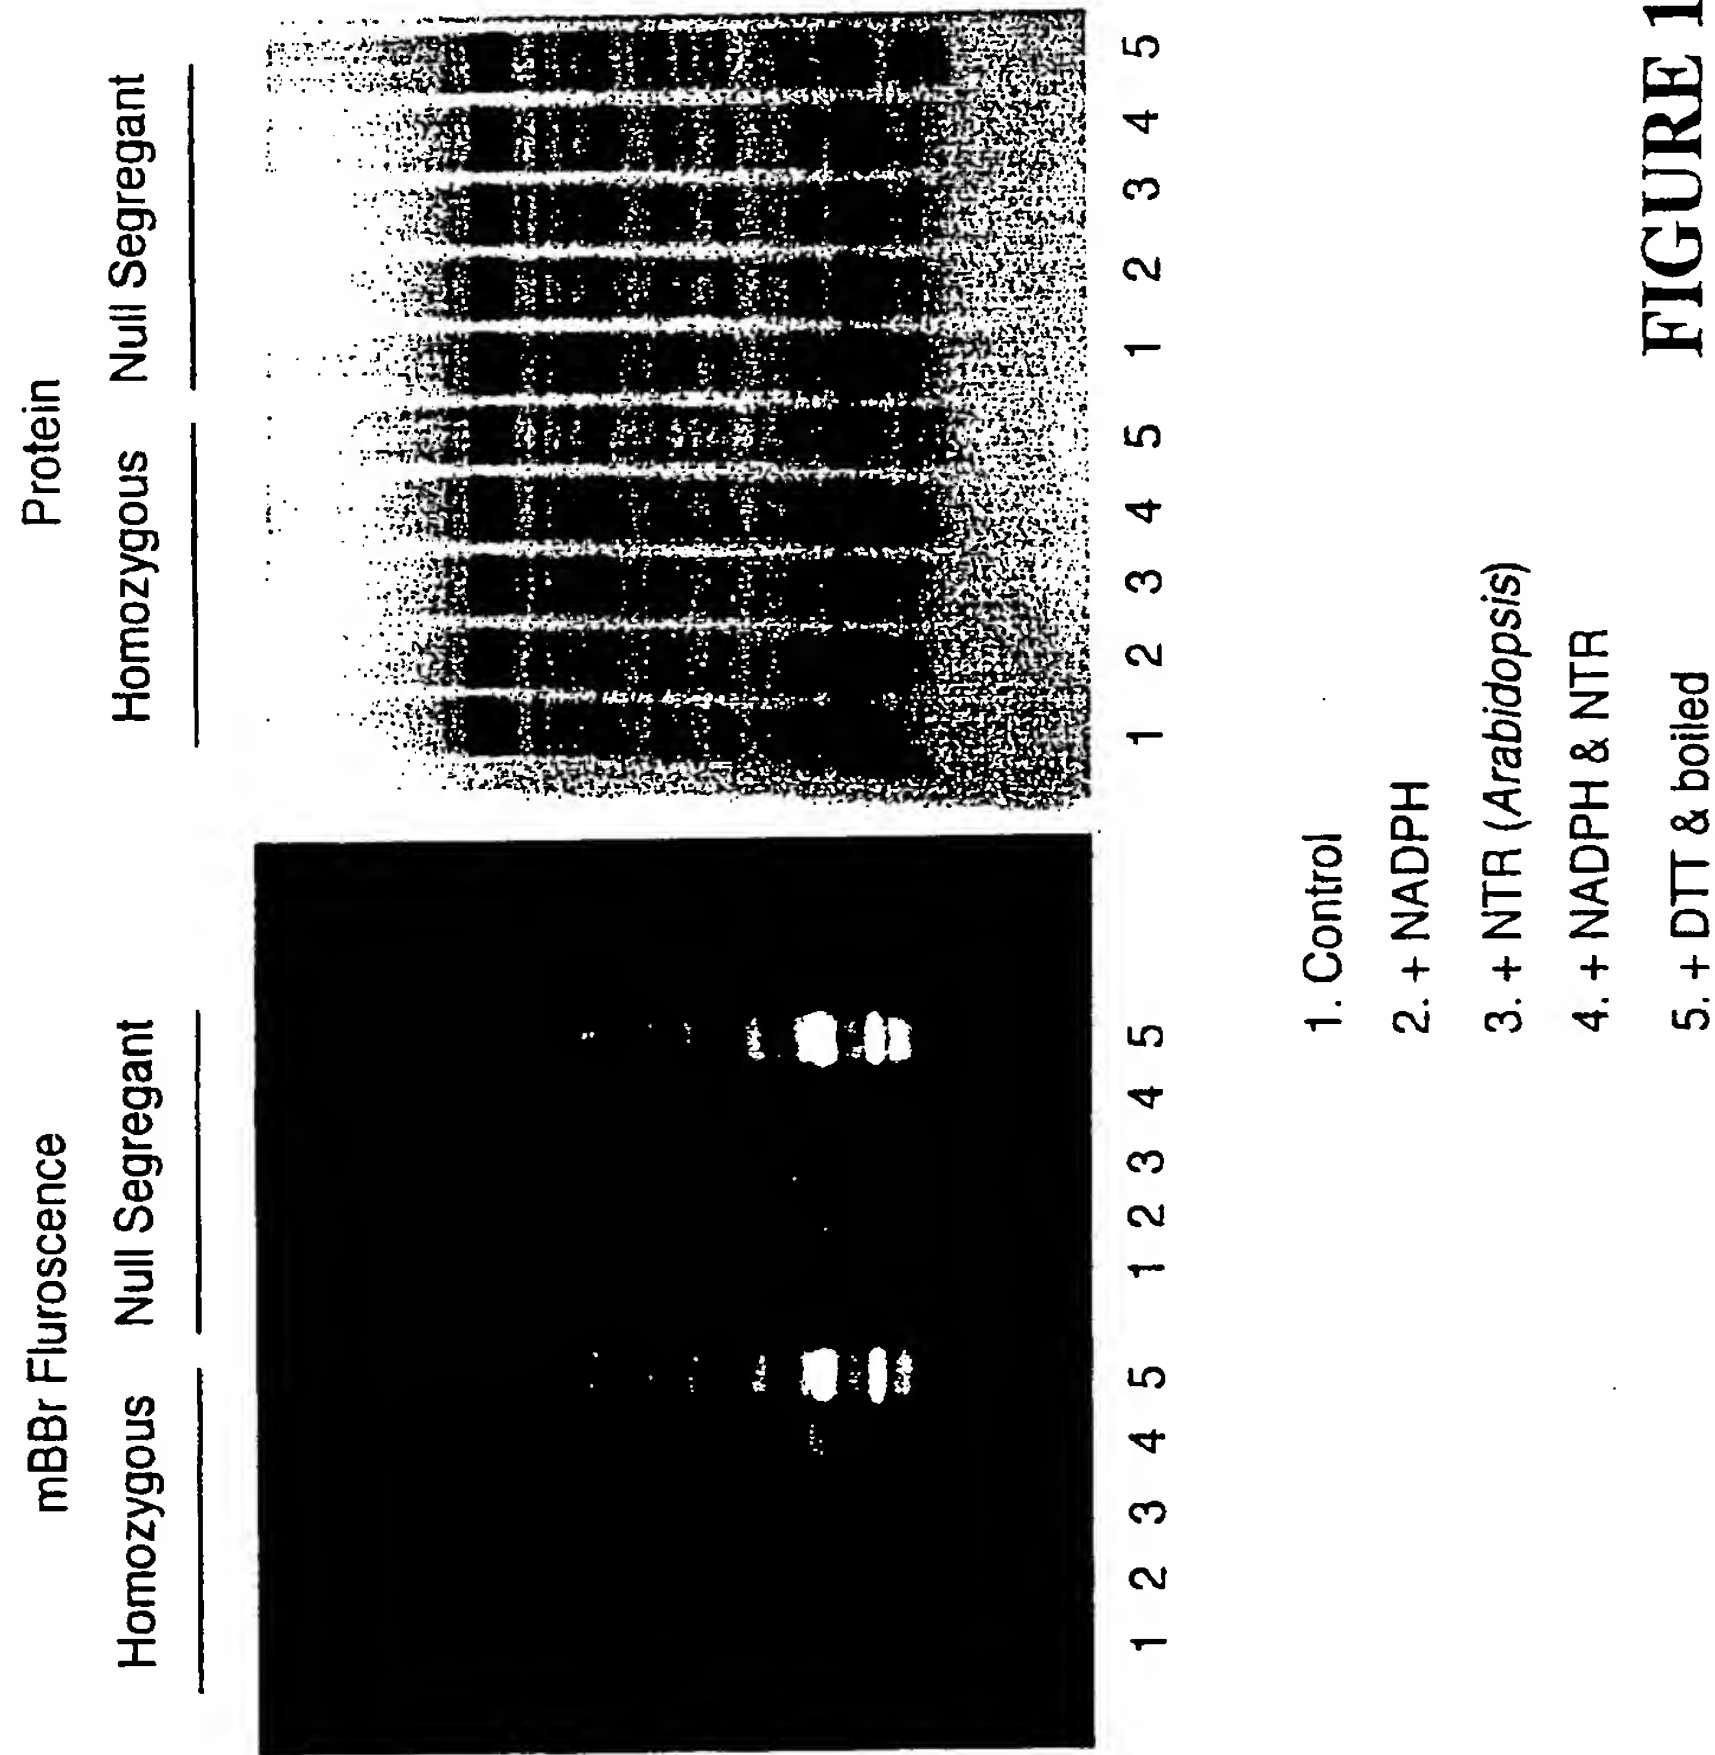 mBBr Fluroscence
Homozygous Null Segregant
1 2 3 4 5 1 2 3 4 5
Protein
Homozygous Null Segregant
1 2 3 4 5 1 2 3 4 5
1. Control
2. + NADPH
3. + NTR (Arabidopsis)
4. + NADPH & NTR
5. + DTT & boiled
FIGURE 1